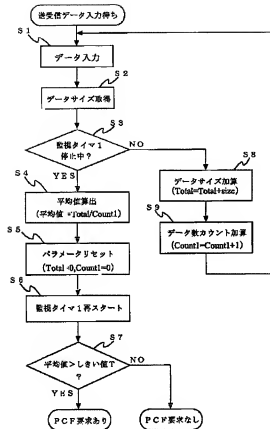 送受信データ入力待ち
S1
データ入力
S2
データサイズ取得
S3
監視タイマ1
停止中?
NO
YES
S4
平均値算出
(平均値=Total/Count1)
S5
パラメータリセット
(Total=0,Count1=0)
S6
監視タイマ1再スタート
S7
平均値>しきい値T
?
NO
YES
PCF要求あり
PCF要求なし
S8
データサイズ加算
(Total=Total+size)
S9
データ数カウント加算
(Count1=Count1+1)